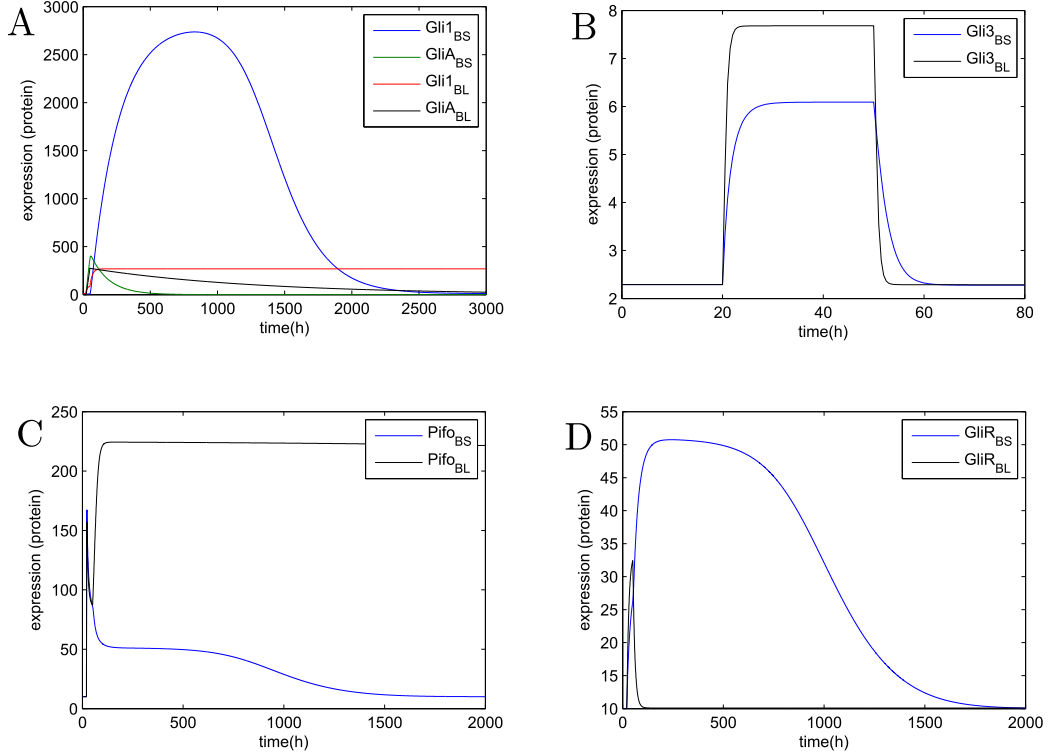 A
3000
2500
2000
1500
1000
500
0
expression (protein)
0 500 1000 1500 2000 2500 3000
time(h)
Gli1BS
GliABS
Gli1BL
GliABL
B
8
7
6
5
4
3
2
expression (protein)
0 20 40 60 80
time(h)
Gli3BS
Gli3BL
C
250
200
150
100
50
0
expression (protein)
0 500 1000 1500 2000
time(h)
PifoBS
PifoBL
D
55
50
45
40
35
30
25
20
15
10
expression (protein)
0 500 1000 1500 2000
time(h)
GliRBS
GliRBL